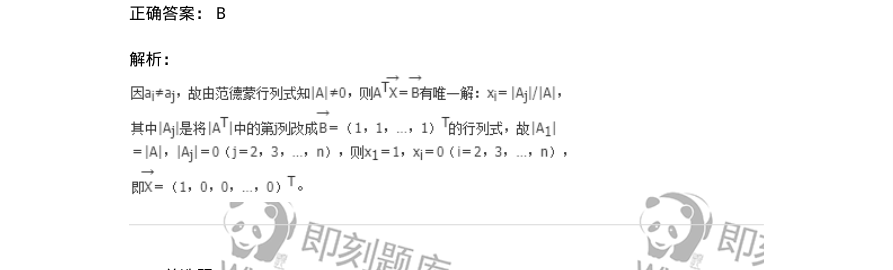 正确答案： B
解析：
因ai≠aj，故由范德蒙行列式知|A|≠0，则A^TX→＝B→有唯一解：xi＝|Aj|/|A|，
其中|Aj|是将|A^T|中的第j列改成B→＝（1，1，…，1）^T的行列式，故|A1|
＝|A|，|Aj|＝0（j＝2，3，…，n），则x1＝1，xi＝0（i＝2，3，…，n），
即X→＝（1，0，0，…，0）^T。
即刻题库
即刻